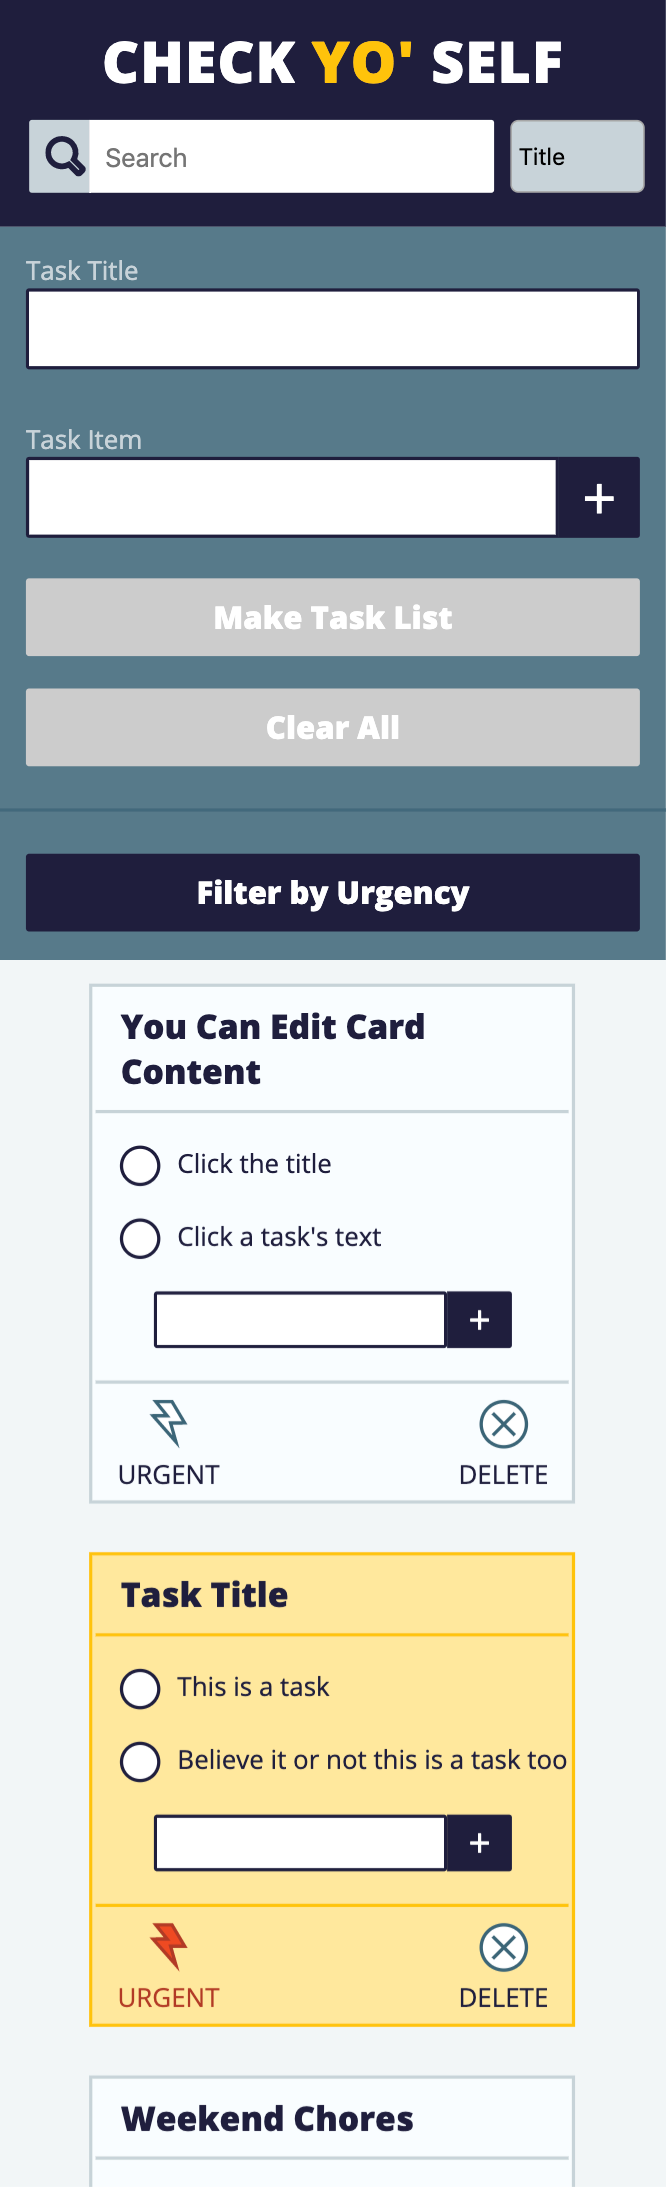 CHECK YO' SELF
Search
Title
Task Title
Task Item
+
Make Task List
Clear All
Filter by Urgency
You Can Edit Card
Content
Click the title
Click a task's text
+
URGENT
DELETE
Task Title
This is a task
Believe it or not this is a task too
+
URGENT
DELETE
Weekend Chores